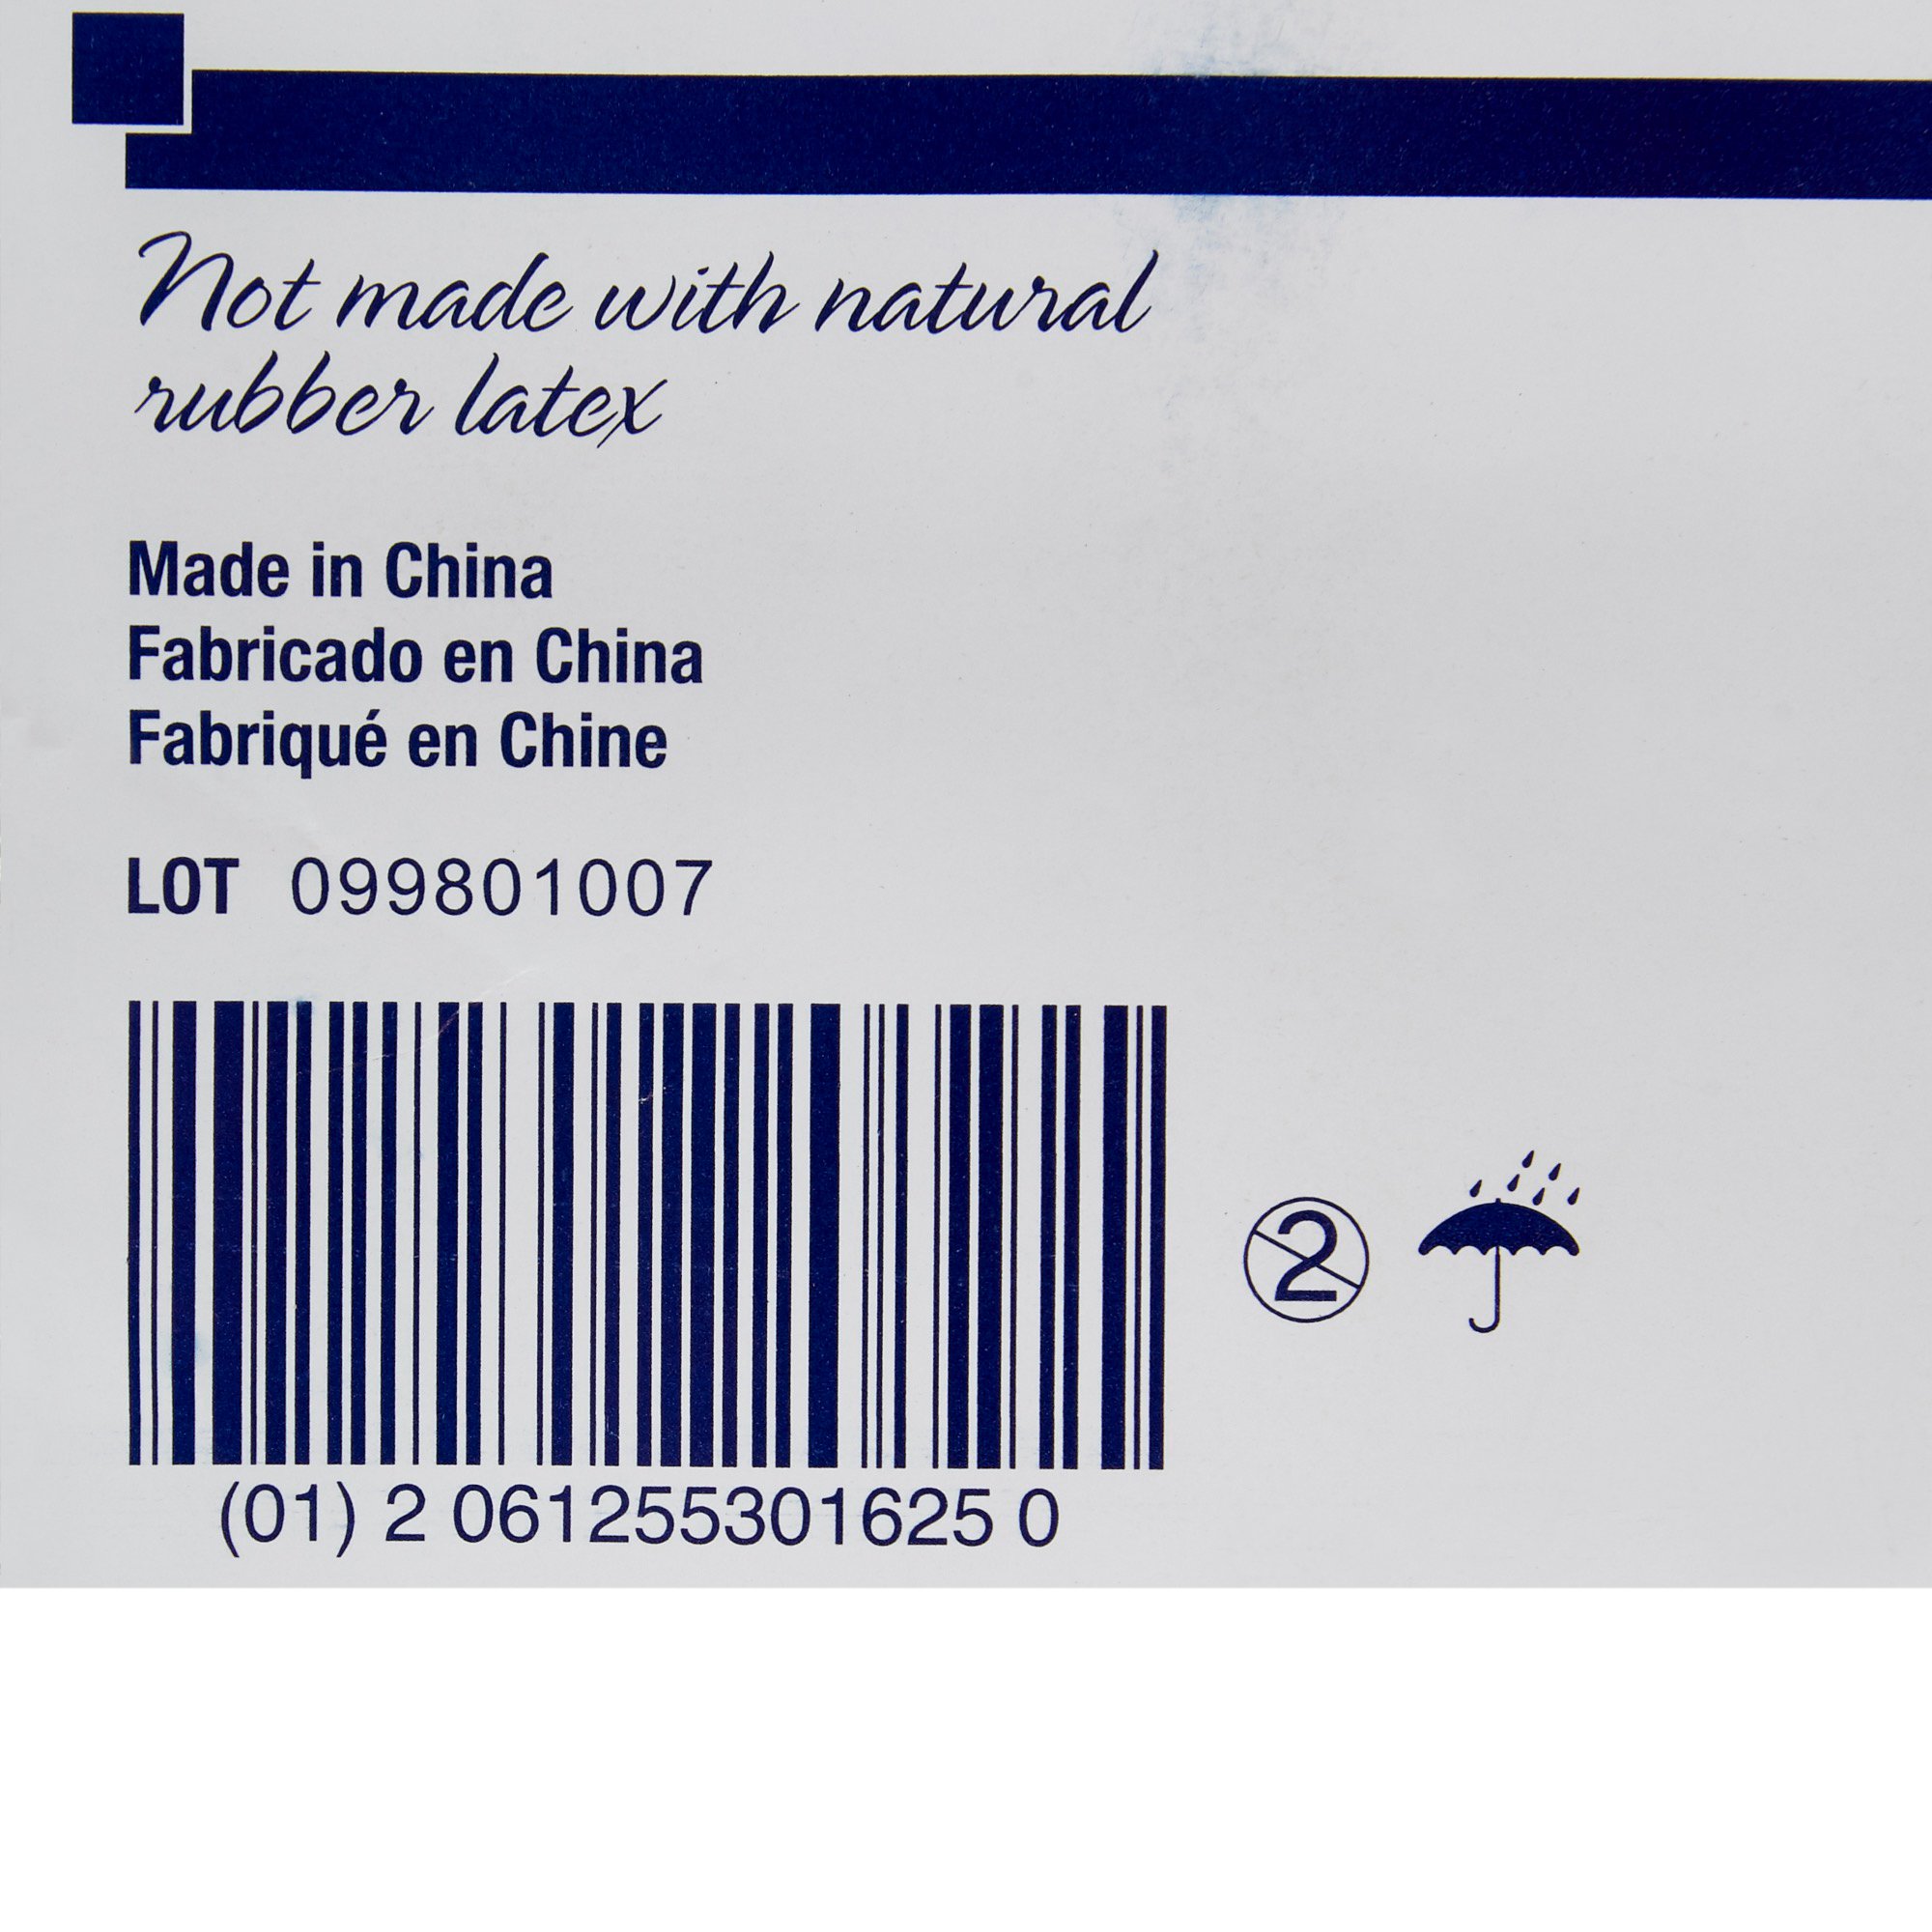 Not made with natural
rubber latex
Made in China
Fabricado en China
Fabriqué en Chine
LOT 099801007
(01) 2 061255301625 0
2